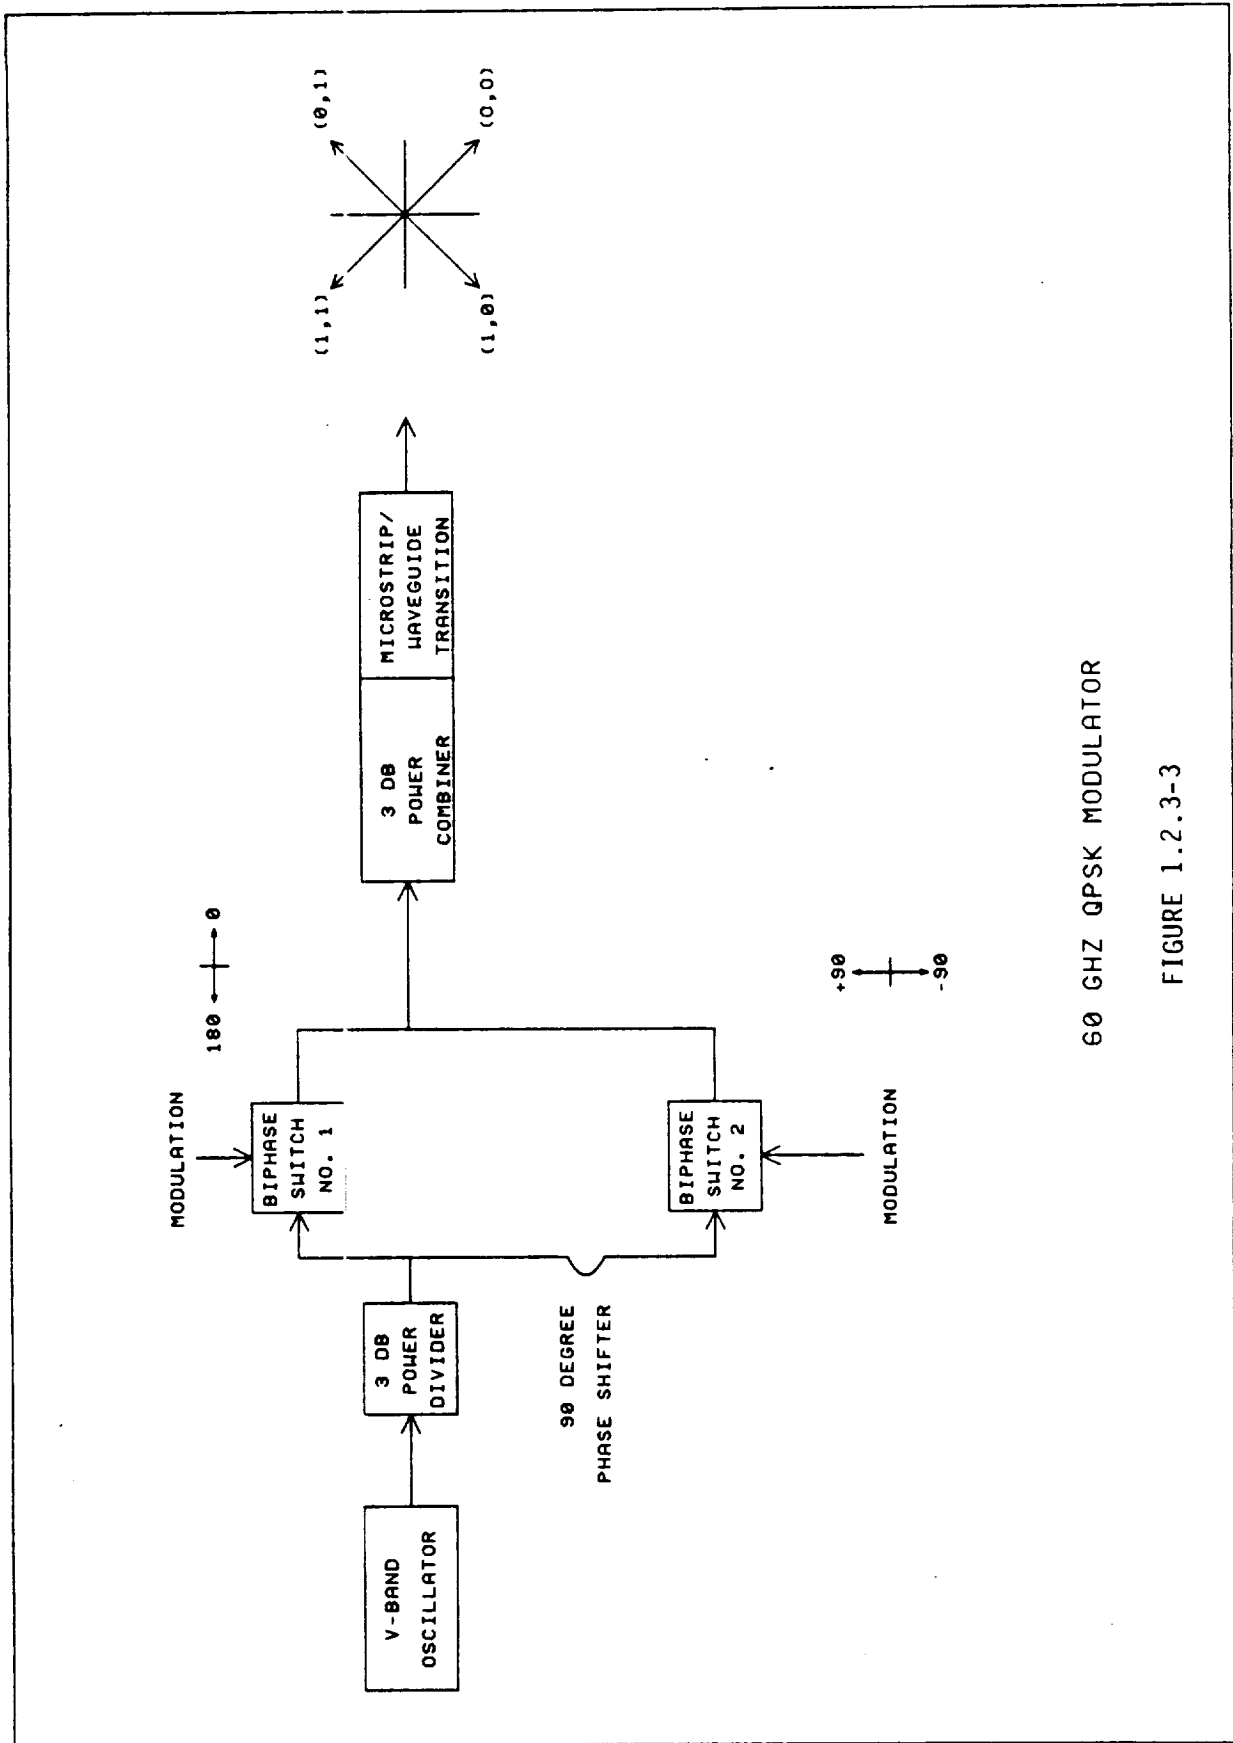 V-BAND
OSCILLATOR
3 DB
POWER
DIVIDER
90 DEGREE
PHASE SHIFTER
MODULATION
BIPHASE
SWITCH
NO. 1
180 0
BIPHASE
SWITCH
NO. 2
MODULATION
+90
-90
3 DB
POWER
COMBINER
MICROSTRIP/
WAVEGUIDE
TRANSITION
(1,1) (0,1)
(1,0) (0,0)
60 GHZ QPSK MODULATOR
FIGURE 1.2.3-3